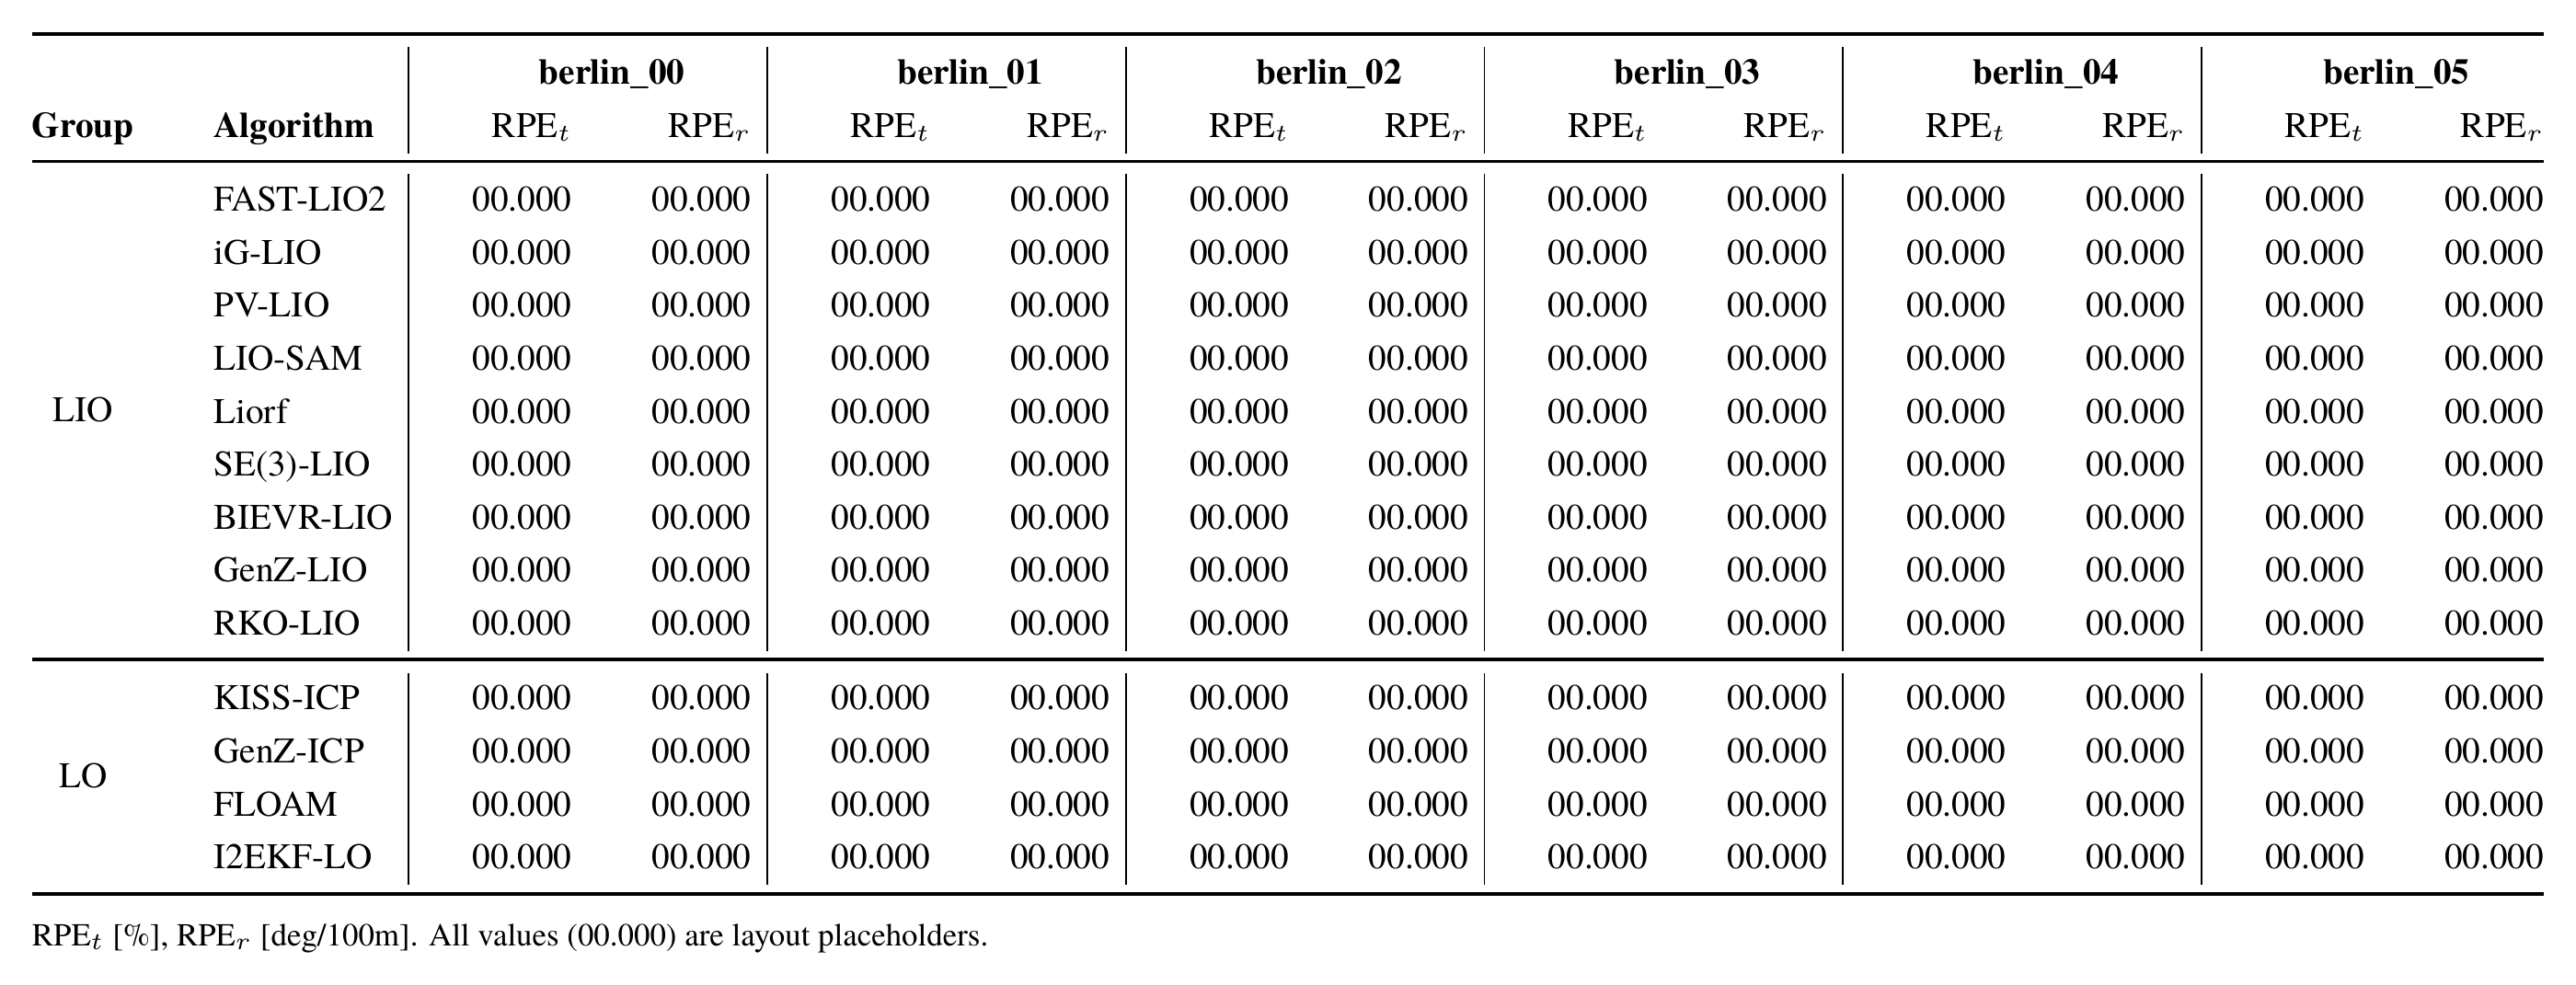 berlin_00 berlin_01 berlin_02 berlin_03 berlin_04 berlin_05
Group Algorithm RPEt RPEr RPEt RPEr RPEt RPEr RPEt RPEr RPEt RPEr RPEt RPEr
FAST-LIO2 00.000 00.000 00.000 00.000 00.000 00.000 00.000 00.000 00.000 00.000 00.000 00.000
iG-LIO 00.000 00.000 00.000 00.000 00.000 00.000 00.000 00.000 00.000 00.000 00.000 00.000
PV-LIO 00.000 00.000 00.000 00.000 00.000 00.000 00.000 00.000 00.000 00.000 00.000 00.000
LIO-SAM 00.000 00.000 00.000 00.000 00.000 00.000 00.000 00.000 00.000 00.000 00.000 00.000
LIO Liorf 00.000 00.000 00.000 00.000 00.000 00.000 00.000 00.000 00.000 00.000 00.000 00.000
SE(3)-LIO 00.000 00.000 00.000 00.000 00.000 00.000 00.000 00.000 00.000 00.000 00.000 00.000
BIEVR-LIO 00.000 00.000 00.000 00.000 00.000 00.000 00.000 00.000 00.000 00.000 00.000 00.000
GenZ-LIO 00.000 00.000 00.000 00.000 00.000 00.000 00.000 00.000 00.000 00.000 00.000 00.000
RKO-LIO 00.000 00.000 00.000 00.000 00.000 00.000 00.000 00.000 00.000 00.000 00.000 00.000
KISS-ICP 00.000 00.000 00.000 00.000 00.000 00.000 00.000 00.000 00.000 00.000 00.000 00.000
GenZ-ICP 00.000 00.000 00.000 00.000 00.000 00.000 00.000 00.000 00.000 00.000 00.000 00.000
LO
FLOAM 00.000 00.000 00.000 00.000 00.000 00.000 00.000 00.000 00.000 00.000 00.000 00.000
I2EKF-LO 00.000 00.000 00.000 00.000 00.000 00.000 00.000 00.000 00.000 00.000 00.000 00.000
RPEt [%], RPEr [deg/100m]. All values (00.000) are layout placeholders.